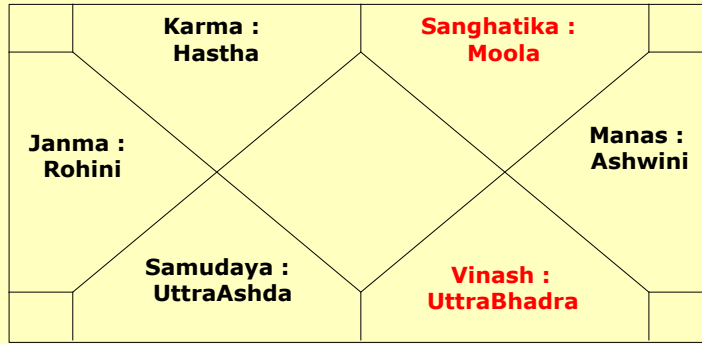 Karma :
Hastha
Sanghatika :
Moola
Janma :
Rohini
Manas :
Ashwini
Samudaya :
UttraAshda
Vinash :
UttraBhadra